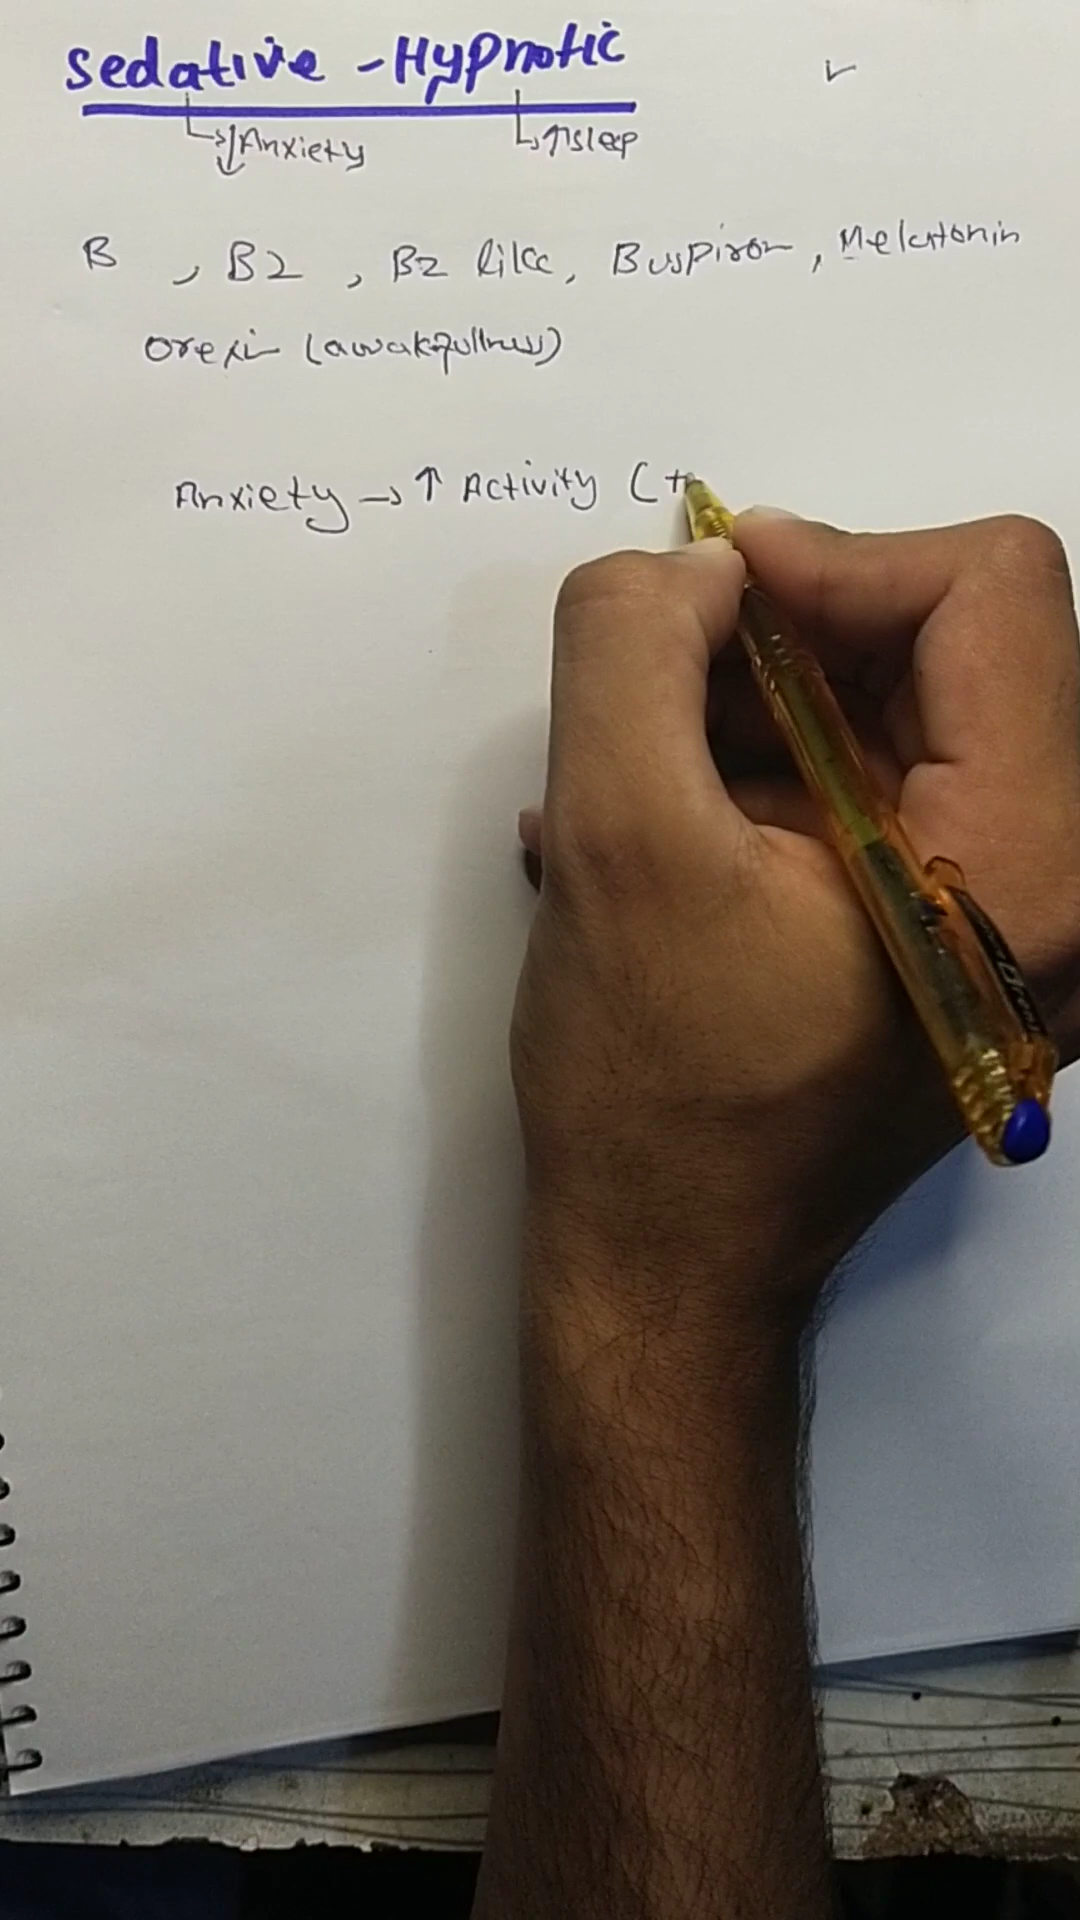 Sedative - Hypnotic
↓Anxiety ↑sleep
B , BZ , BZ like, Buspiron , Melatonin
Orexin (awakefullness)
Anxiety → ↑ Activity (+